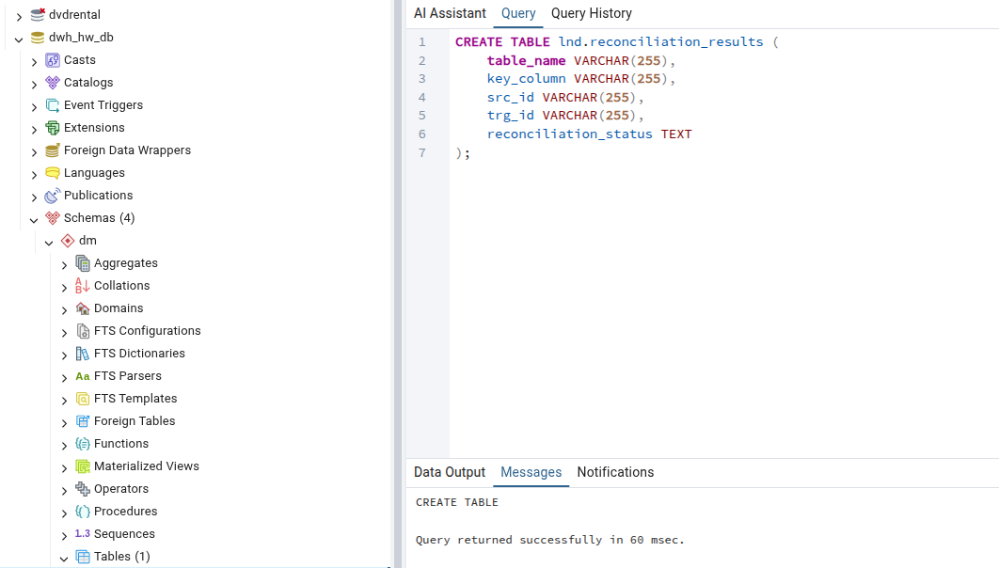 dvdrental
dwh_hw_db
Casts
Catalogs
Event Triggers
Extensions
Foreign Data Wrappers
Languages
Publications
Schemas (4)
dm
Aggregates
Collations
Domains
FTS Configurations
FTS Dictionaries
Aa FTS Parsers
FTS Templates
Foreign Tables
Functions
Materialized Views
Operators
Procedures
1..3 Sequences
Tables (1)
AI Assistant Query Query History
1 CREATE TABLE lnd.reconciliation_results (
2 table_name VARCHAR(255),
3 key_column VARCHAR(255),
4 src_id VARCHAR(255),
5 trg_id VARCHAR(255),
6 reconciliation_status TEXT
7 );
Data Output Messages Notifications
CREATE TABLE
Query returned successfully in 60 msec.